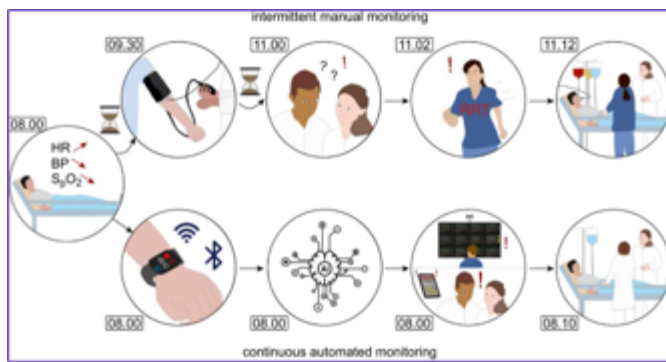 intermittent manual monitoring
09.30
11.00
11.02
11.12
? ? !
!
RRT
08.00
HR
BP
SpO2
AI
!
!
08.00
08.00
08.00
08.10
continuous automated monitoring